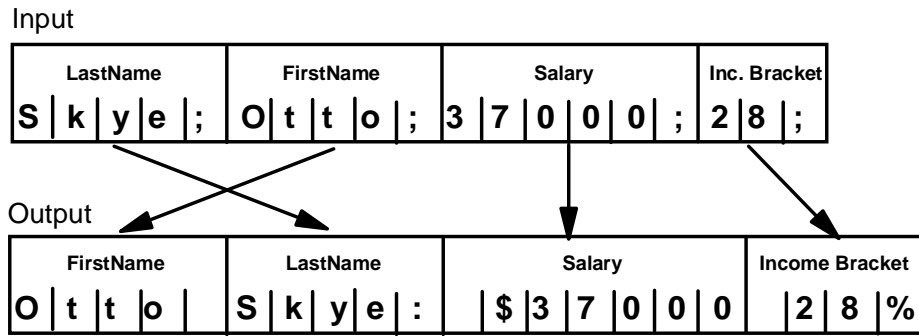 Input
LastName FirstName Salary Inc. Bracket
S k y e ; O t t o ; 3 7 0 0 0 ; 2 8 ;
Output
FirstName LastName Salary Income Bracket
O t t o S k y e : $ 3 7 0 0 0 2 8 %